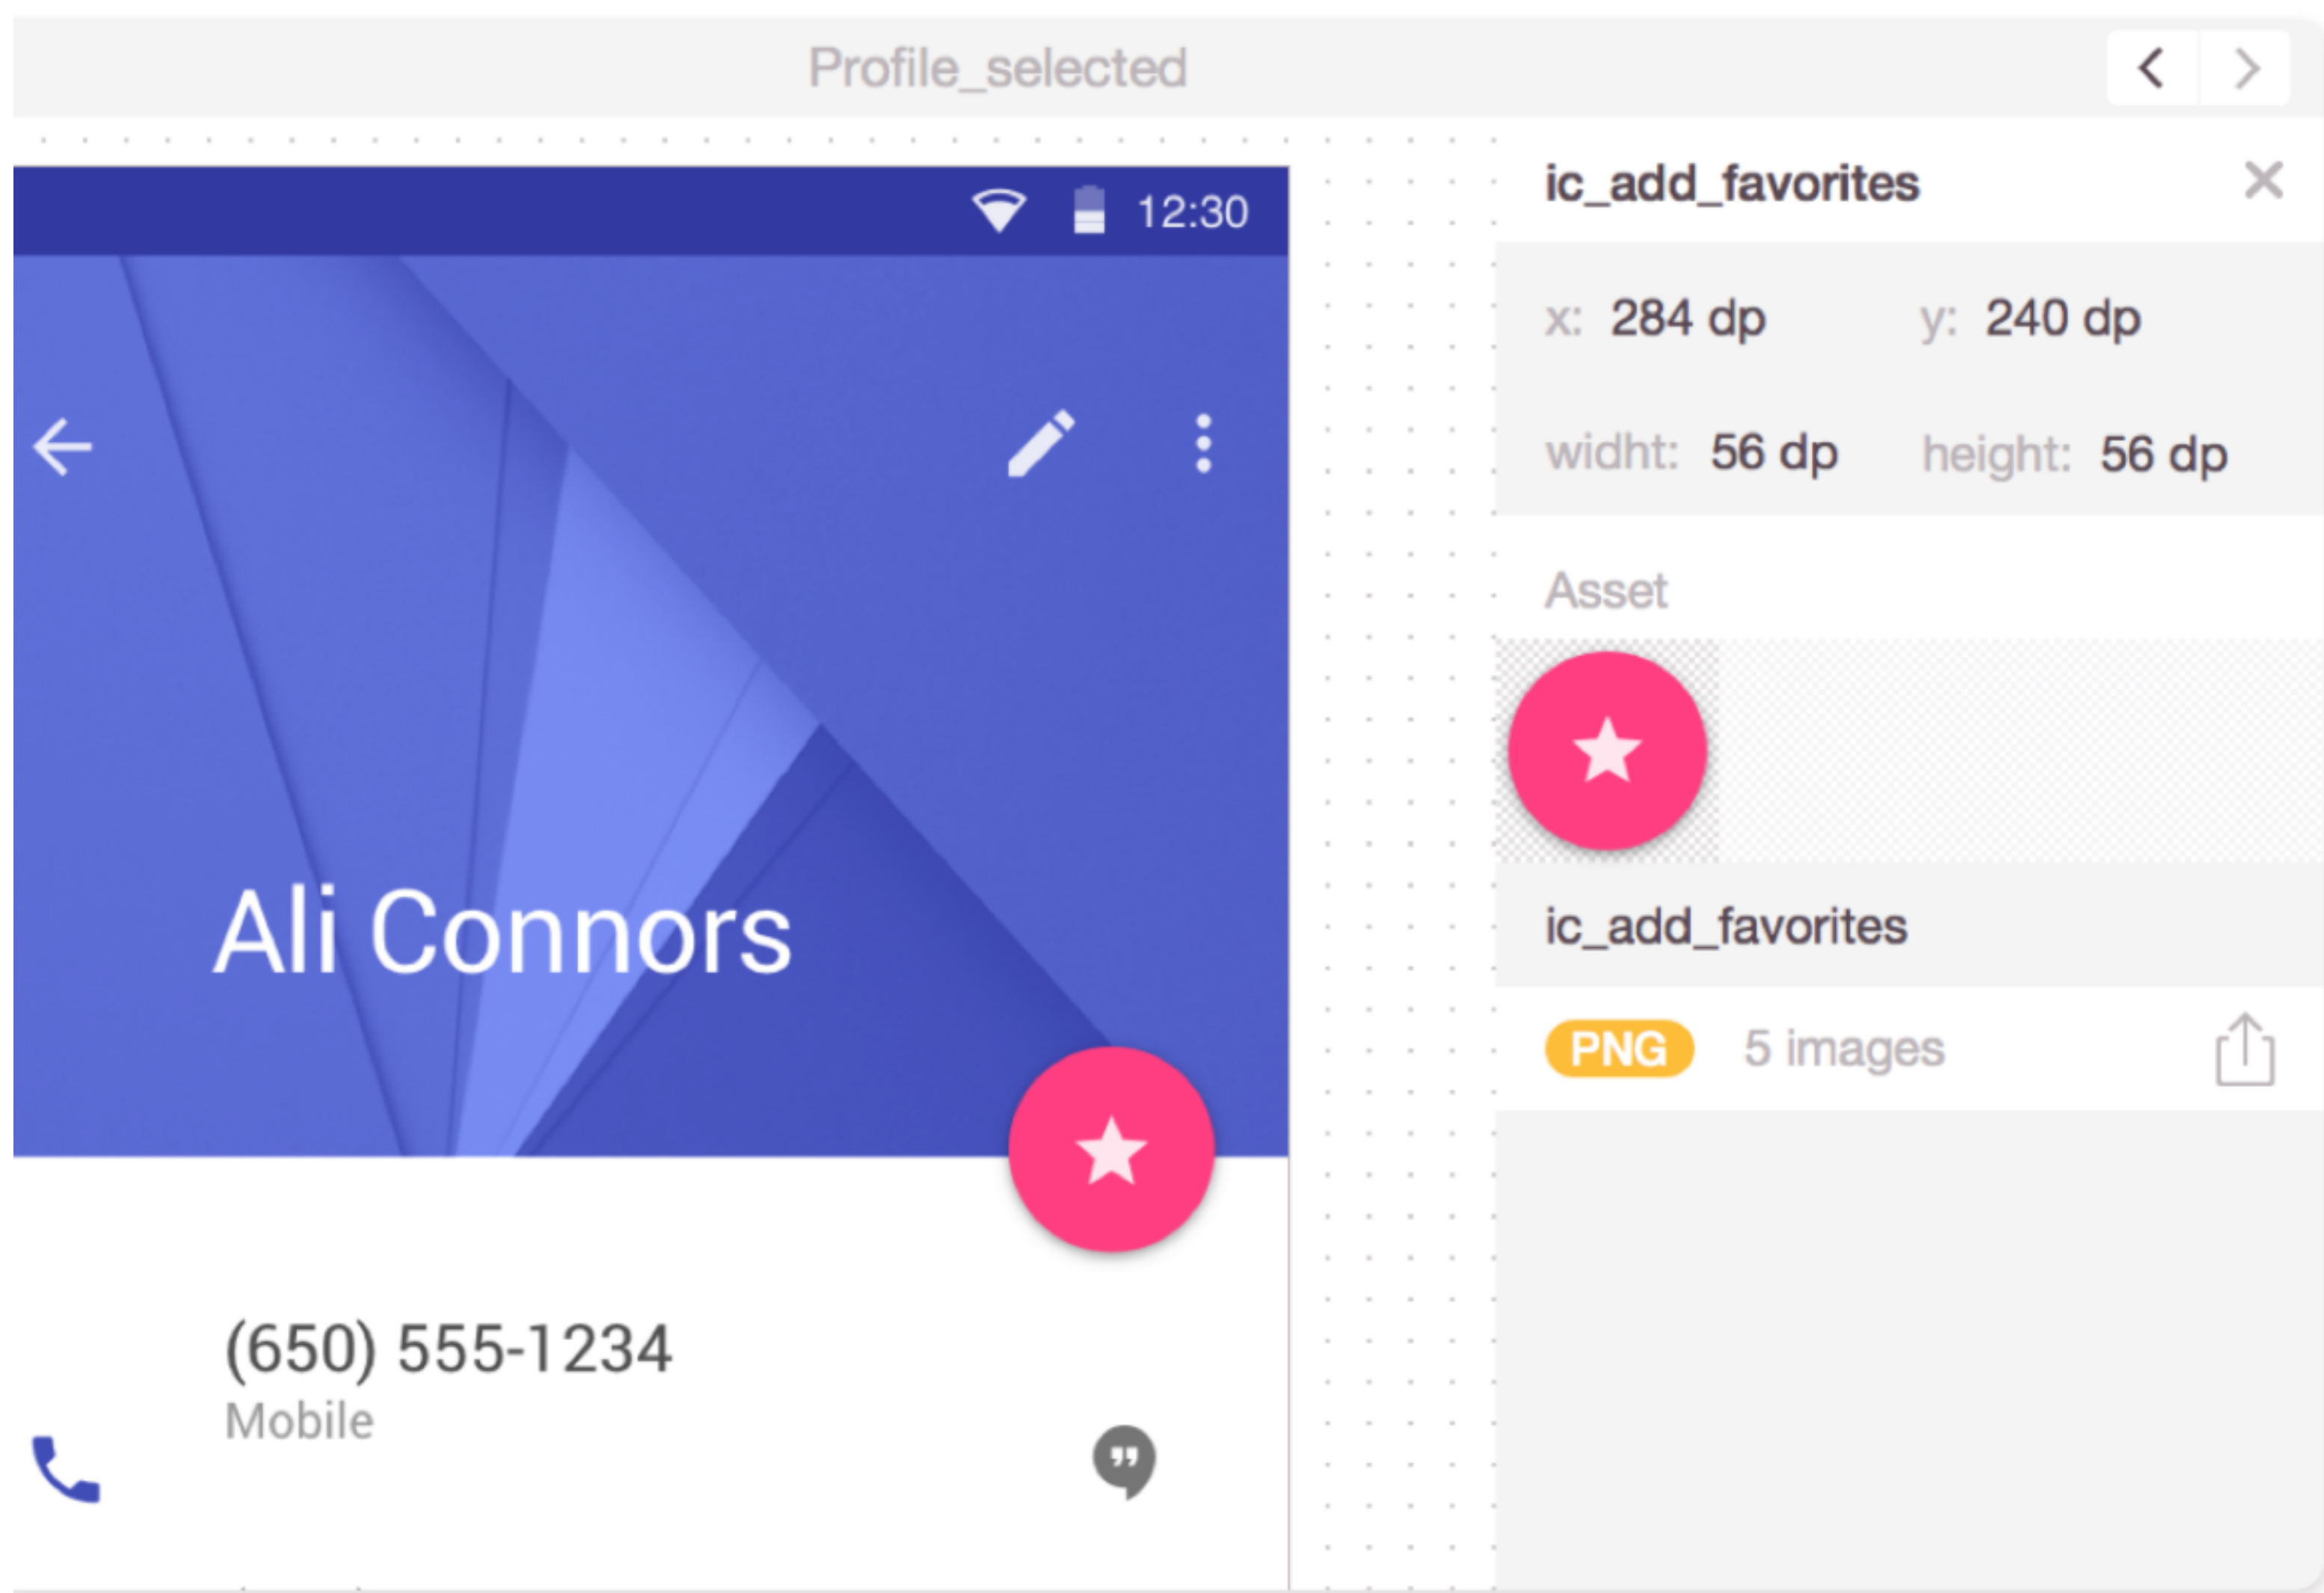 Profile_selected
12:30
Ali Connors
(650) 555-1234
Mobile
ic_add_favorites
x: 284 dp y: 240 dp
widht: 56 dp height: 56 dp
Asset
ic_add_favorites
PNG 5 images